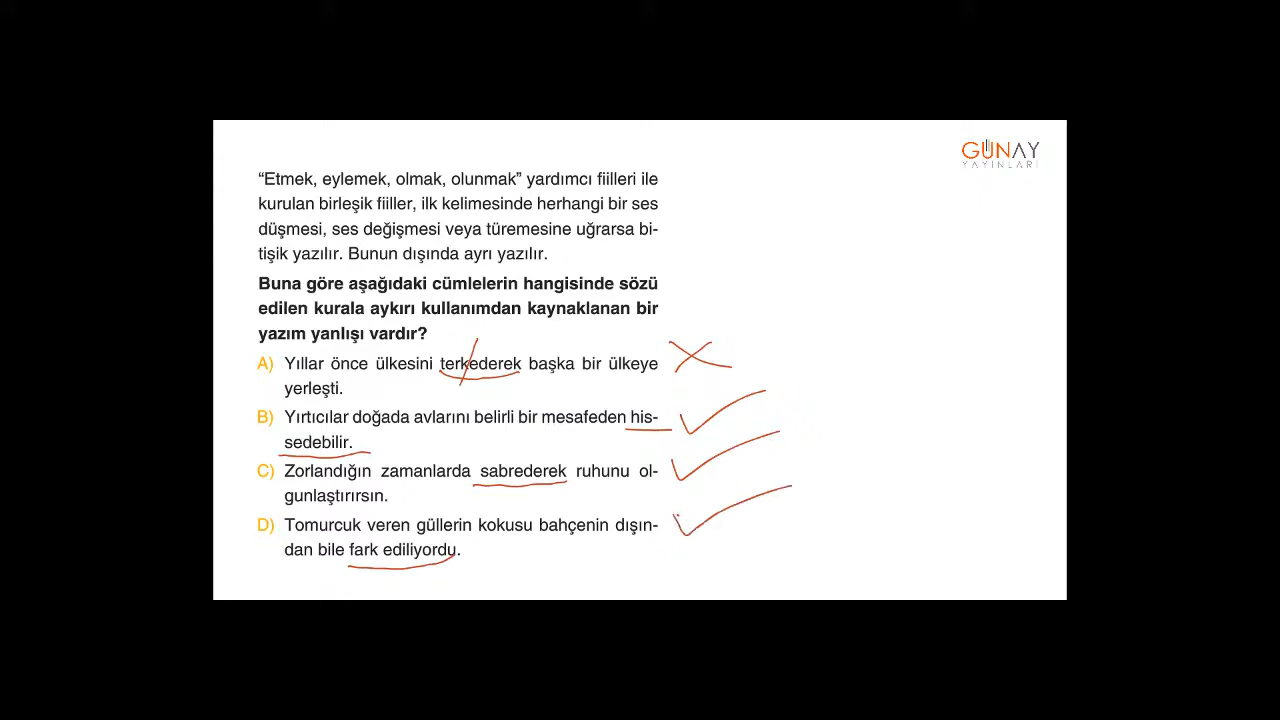 GÜNAY
YAYINLARI
“Etmek, eylemek, olmak, olunmak” yardımcı fiilleri ile
kurulan birleşik fiiller, ilk kelimesinde herhangi bir ses
düşmesi, ses değişmesi veya türemesine uğrarsa bi-
tişik yazılır. Bunun dışında ayrı yazılır.
Buna göre aşağıdaki cümlelerin hangisinde sözü
edilen kurala aykırı kullanımdan kaynaklanan bir
yazım yanlışı vardır?
A) Yıllar önce ülkesini terkederek başka bir ülkeye
yerleşti.
B) Yırtıcılar doğada avlarını belirli bir mesafeden his-
sedebilir.
C) Zorlandığın zamanlarda sabrederek ruhunu ol-
gunlaştırırsın.
D) Tomurcuk veren güllerin kokusu bahçenin dışın-
dan bile fark ediliyordu.